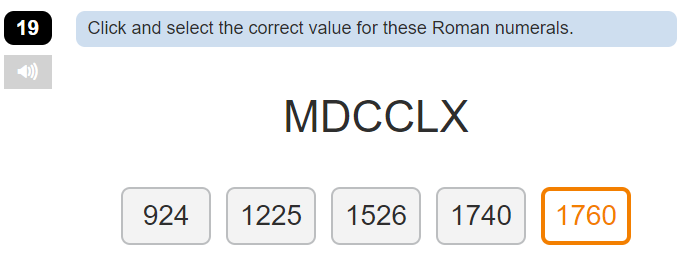 19 Click and select the correct value for these Roman numerals.
MDCCLX
924 1225 1526 1740 1760